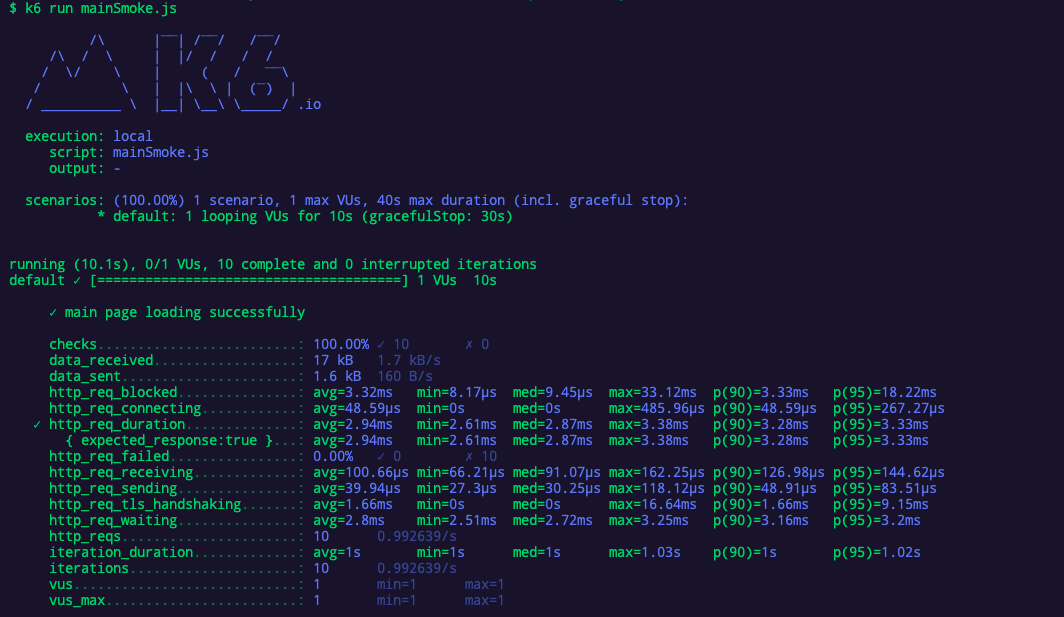 $ k6 run mainSmoke.js
          /\      |‾‾| /‾‾/   /‾‾/
     /\  /  \     |  |/  /   /  /
    /  \/    \    |     (   /   ‾‾\
   /          \   |  |\  \ |  (‾)  |
  / __________ \  |__| \__\ \_____/ .io
execution: local
script: mainSmoke.js
output: -
scenarios: (100.00%) 1 scenario, 1 max VUs, 40s max duration (incl. graceful stop):
* default: 1 looping VUs for 10s (gracefulStop: 30s)
running (10.1s), 0/1 VUs, 10 complete and 0 interrupted iterations
default ✓ [======================================] 1 VUs  10s
✓ main page loading successfully
checks.........................: 100.00% ✓ 10       ✗ 0
data_received..................: 17 kB   1.7 kB/s
data_sent......................: 1.6 kB  160 B/s
http_req_blocked...............: avg=3.32ms   min=8.17µs  med=9.45µs  max=33.12ms  p(90)=3.33ms   p(95)=18.22ms
http_req_connecting............: avg=48.59µs  min=0s      med=0s      max=485.96µs p(90)=48.59µs  p(95)=267.27µs
✓ http_req_duration..............: avg=2.94ms   min=2.61ms  med=2.87ms  max=3.38ms   p(90)=3.28ms   p(95)=3.33ms
{ expected_response:true }...: avg=2.94ms   min=2.61ms  med=2.87ms  max=3.38ms   p(90)=3.28ms   p(95)=3.33ms
http_req_failed................: 0.00%   ✓ 0        ✗ 10
http_req_receiving.............: avg=100.66µs min=66.21µs med=91.07µs max=162.25µs p(90)=126.98µs p(95)=144.62µs
http_req_sending...............: avg=39.94µs  min=27.3µs  med=30.25µs max=118.12µs p(90)=48.91µs  p(95)=83.51µs
http_req_tls_handshaking.......: avg=1.66ms   min=0s      med=0s      max=16.64ms  p(90)=1.66ms   p(95)=9.15ms
http_req_waiting...............: avg=2.8ms    min=2.51ms  med=2.72ms  max=3.25ms   p(90)=3.16ms   p(95)=3.2ms
http_reqs......................: 10      0.992639/s
iteration_duration.............: avg=1s       min=1s      med=1s      max=1.03s    p(90)=1s       p(95)=1.02s
iterations.....................: 10      0.992639/s
vus............................: 1       min=1      max=1
vus_max........................: 1       min=1      max=1